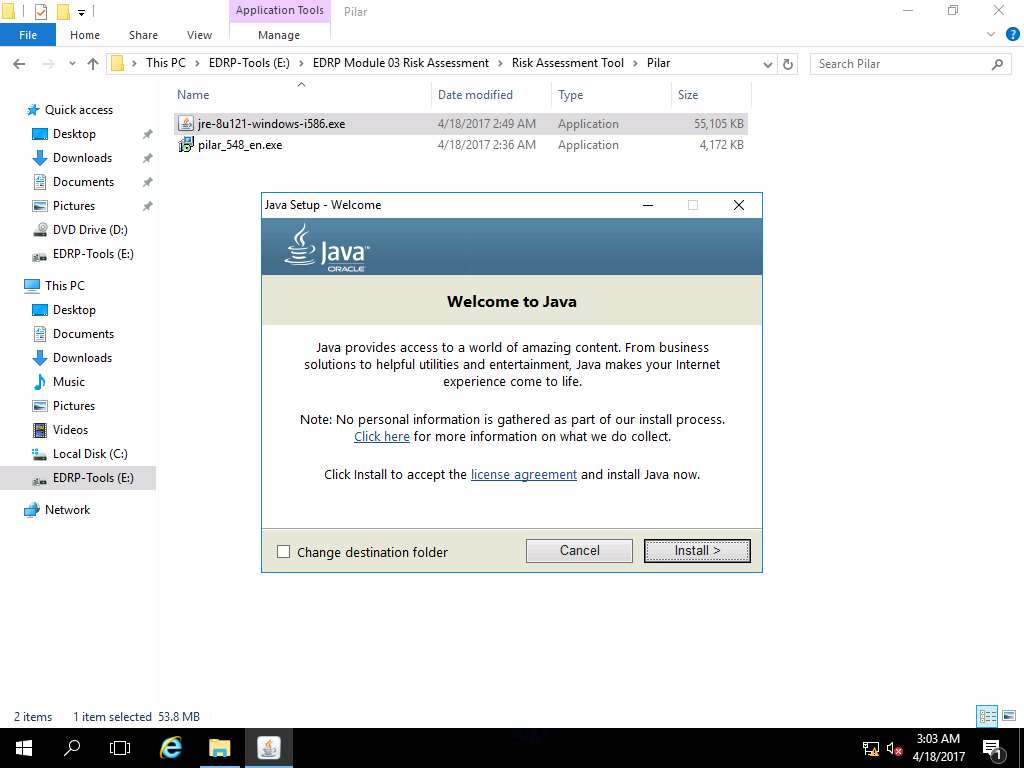 Application Tools
Pilar
File
Home
Share
View
Manage
?
This PC
EDRP-Tools (E:)
EDRP Module 03 Risk Assessment
Risk Assessment Tool
Pilar
Search Pilar
Quick access
Desktop
Downloads
Documents
Pictures
DVD Drive (D:)
EDRP-Tools (E:)
This PC
Desktop
Documents
Downloads
Music
Pictures
Videos
Local Disk (C:)
EDRP-Tools (E:)
Network
Name
Date modified
Type
Size
jre-8u121-windows-i586.exe
4/18/2017 2:49 AM
Application
55,105 KB
pilar_548_en.exe
4/18/2017 2:36 AM
Application
4,172 KB
Java Setup - Welcome
Java™
ORACLE
Welcome to Java
Java provides access to a world of amazing content. From business
solutions to helpful utilities and entertainment, Java makes your Internet
experience come to life.
Note: No personal information is gathered as part of our install process.
Click here for more information on what we do collect.
Click Install to accept the license agreement and install Java now.
Change destination folder
Cancel
Install >
2 items
1 item selected 53.8 MB
3:03 AM
4/18/2017
1